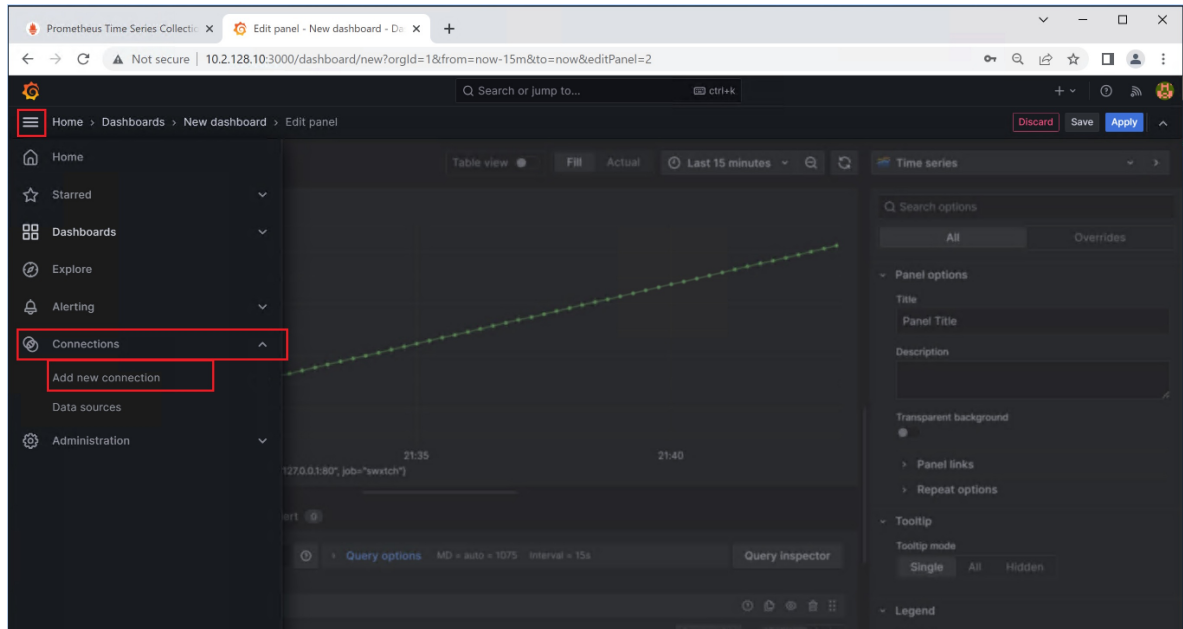 Prometheus Time Series Collectic
Edit panel - New dashboard - Da
Not secure | 10.2.128.10:3000/dashboard/new?orgId=1&from=now-15m&to=now&editPanel=2
Search or jump to... ctrl+k
Home > Dashboards > New dashboard > Edit panel
Discard Save Apply
Home
Table view Fill Actual Last 15 minutes
Time series
Starred
Search options
Dashboards
All Overrides
Explore
Panel options
Title
Alerting
Panel Title
Connections
Description
Add new connection
Data sources
Transparent background
Administration
21:35 21:40
127.0.0.1:80", job="swxtch"}
Panel links
Repeat options
ert 0
Tooltip
Query options MD = auto = 1075 Interval = 15s Query inspector
Tooltip mode
Single All Hidden
Legend